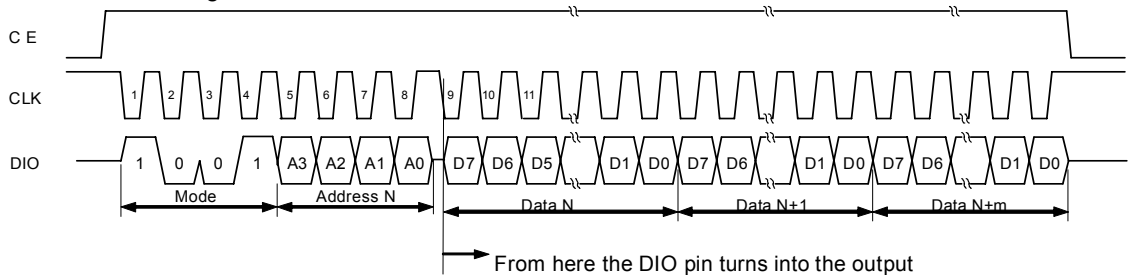 C E
CLK 1 2 3 4 5 6 7 8 9 10 11
DIO 1 0 0 1 A3 A2 A1 A0 D7 D6 D5 D1 D0 D7 D6 D1 D0 D7 D6 D1 D0
Mode Address N Data N Data N+1 Data N+m
From here the DIO pin turns into the output